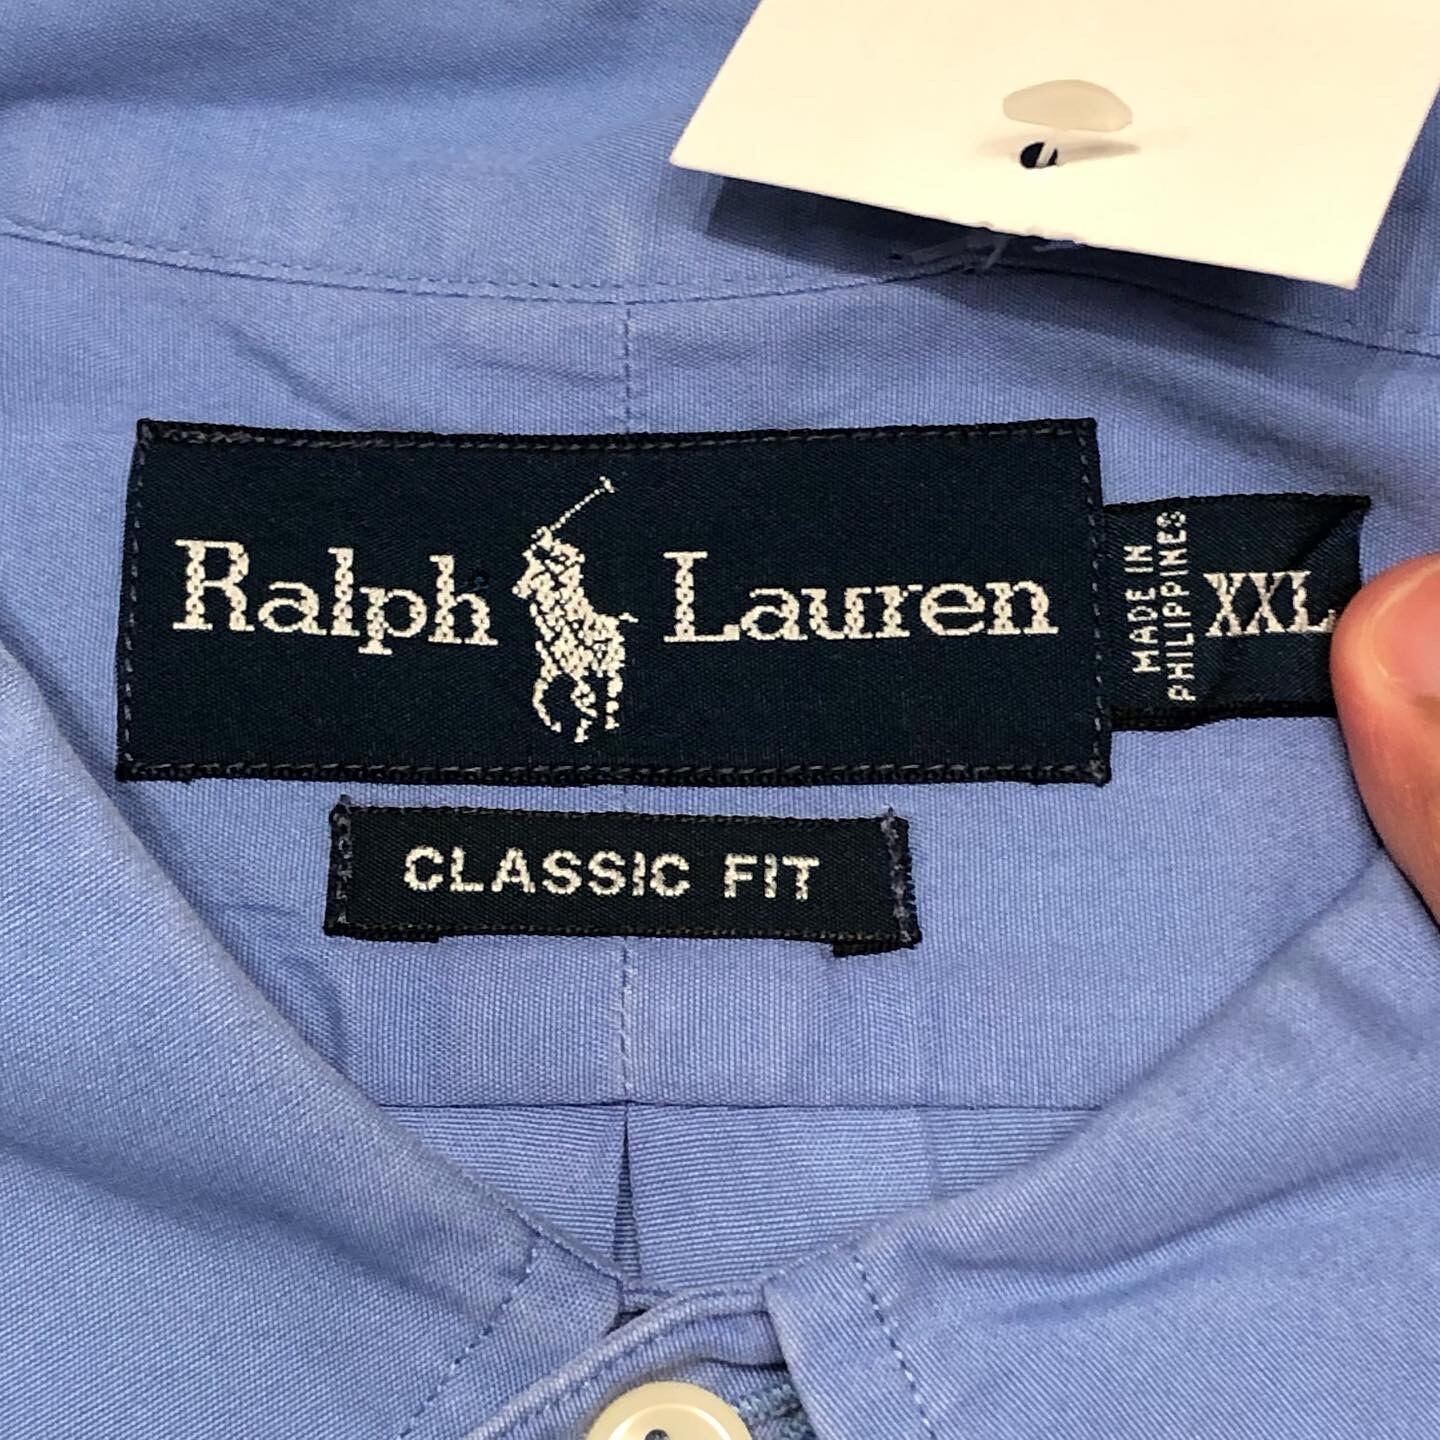 Ralph Lauren
MADE IN
PHILIPPINES
XXL
CLASSIC FIT